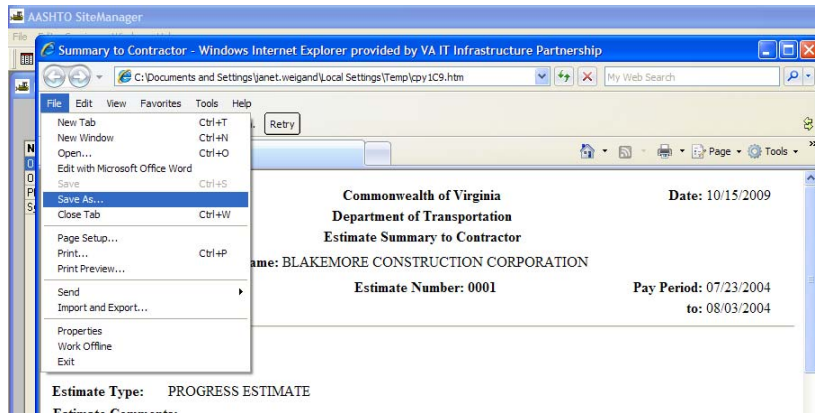 AASHTO SiteManager
File
Summary to Contractor - Windows Internet Explorer provided by VA IT Infrastructure Partnership
C:\Documents and Settings\janet.weigand\Local Settings\Temp\cpy1C9.htm
My Web Search
File Edit View Favorites Tools Help
Retry
Page Tools »
New Tab Ctrl+T
New Window Ctrl+N
Open... Ctrl+O
Edit with Microsoft Office Word
Save Ctrl+S
Save As...
Close Tab Ctrl+W
Page Setup...
Print... Ctrl+P
Print Preview...
Send
Import and Export...
Properties
Work Offline
Exit
Commonwealth of Virginia Date: 10/15/2009
Department of Transportation
Estimate Summary to Contractor
ame: BLAKEMORE CONSTRUCTION CORPORATION
Estimate Number: 0001 Pay Period: 07/23/2004
to: 08/03/2004
Estimate Type: PROGRESS ESTIMATE
Estimate Comments: